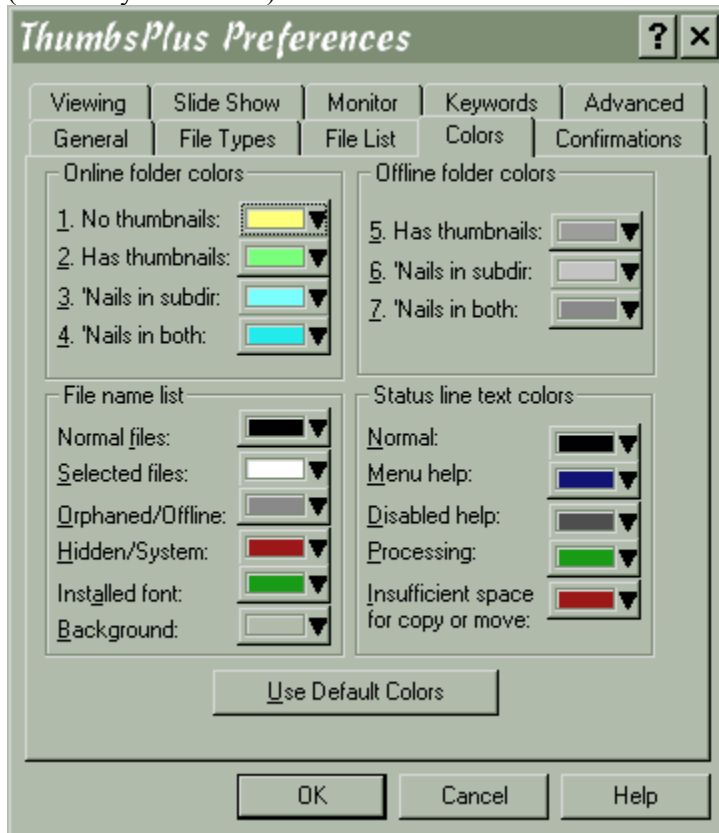 ThumbsPlus Preferences
? ×
Viewing Slide Show Monitor Keywords Advanced
General File Types File List Colors Confirmations
Online folder colors
1. No thumbnails:
2. Has thumbnails:
3. 'Nails in subdir:
4. 'Nails in both:
Offline folder colors
5. Has thumbnails:
6. 'Nails in subdir:
7. 'Nails in both:
File name list
Normal files:
Selected files:
Orphaned/Offline:
Hidden/System:
Installed font:
Background:
Status line text colors
Normal:
Menu help:
Disabled help:
Processing:
Insufficient space
for copy or move:
Use Default Colors
OK Cancel Help